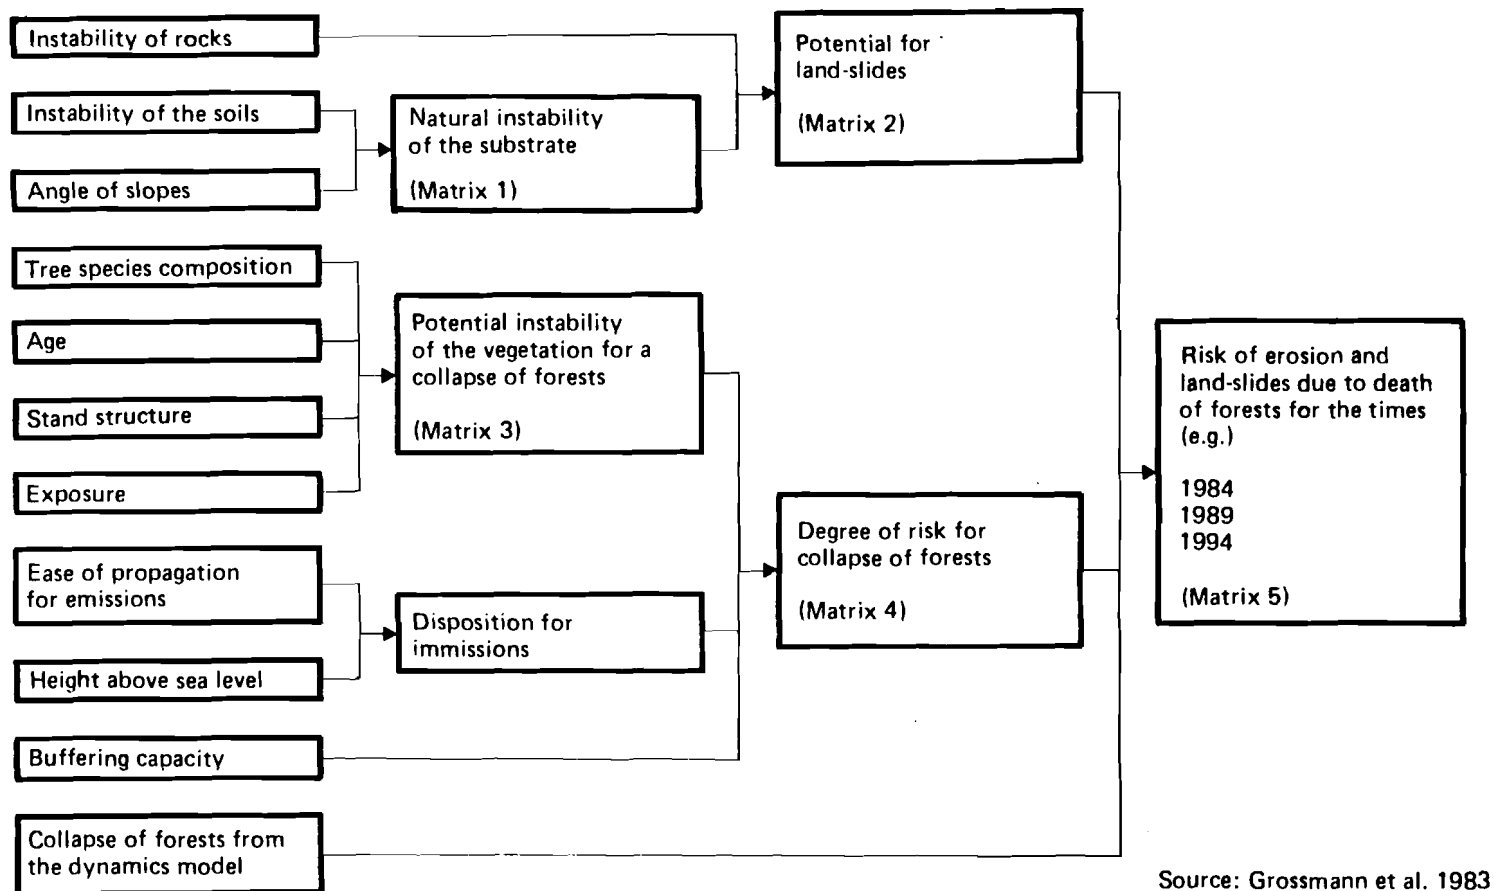 Instability of rocks
Instability of the soils
Angle of slopes
Tree species composition
Age
Stand structure
Exposure
Ease of propagation
for emissions
Height above sea level
Buffering capacity
Collapse of forests from
the dynamics model
Natural instability
of the substrate
(Matrix 1)
Potential instability
of the vegetation for a
collapse of forests
(Matrix 3)
Disposition for
immissions
Potential for
land-slides
(Matrix 2)
Degree of risk for
collapse of forests
(Matrix 4)
Risk of erosion and
land-slides due to death
of forests for the times
(e.g.)
1984
1989
1994
(Matrix 5)
Source: Grossmann et al. 1983